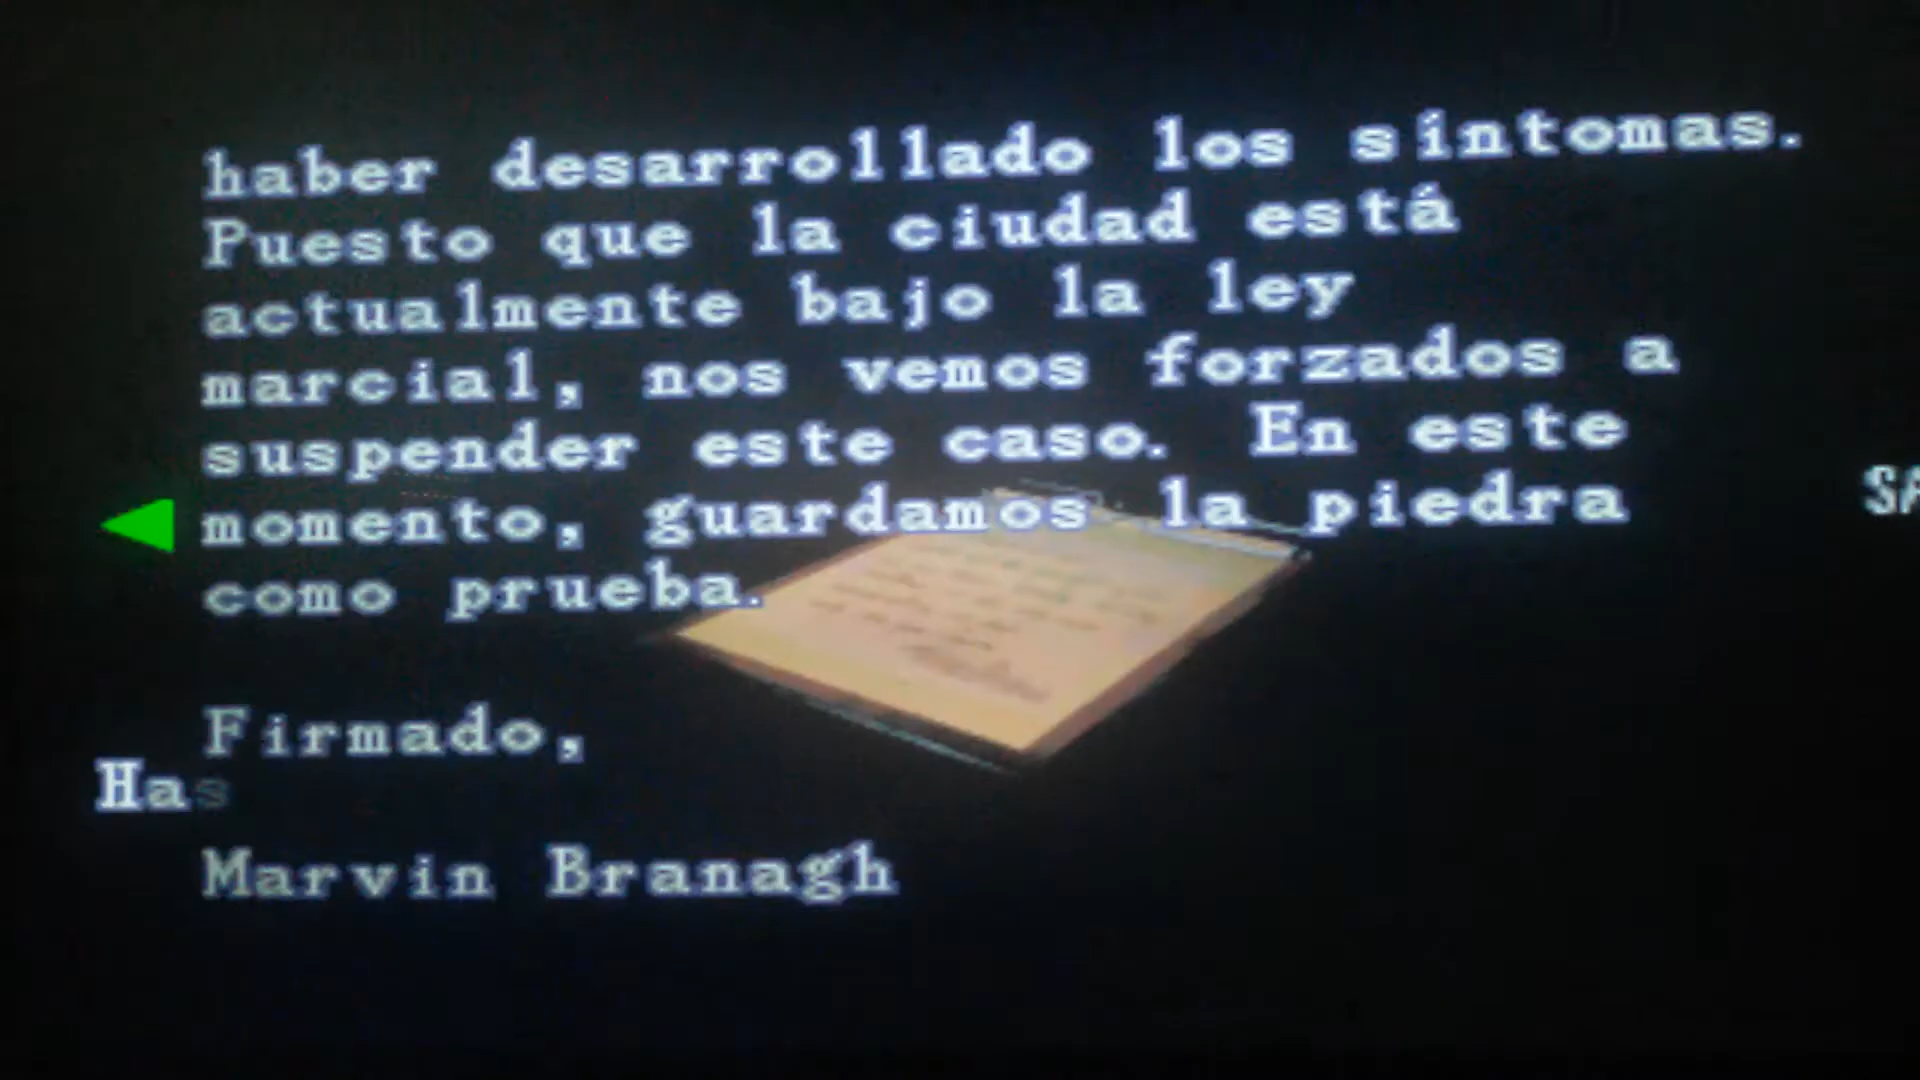 haber desarrollado los síntomas.
Puesto que la ciudad está
actualmente bajo la ley
marcial, nos vemos forzados a
suspender este caso. En este
momento, guardamos la piedra
como prueba.
Firmado,
Has
Marvin Branagh